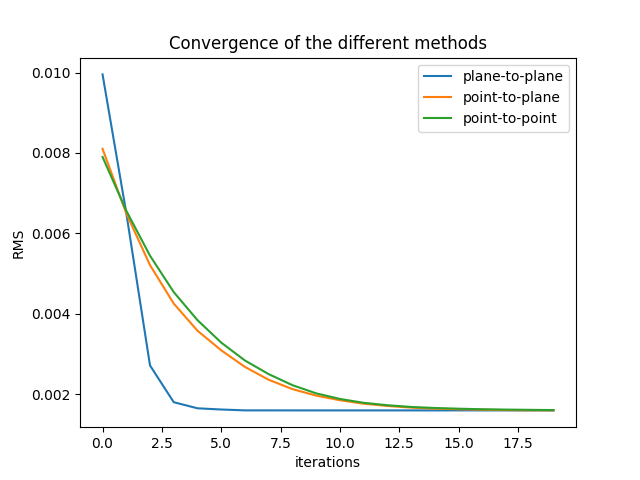 Convergence of the different methods
plane-to-plane
point-to-plane
point-to-point
RMS
0.010
0.008
0.006
0.004
0.002
0.0 2.5 5.0 7.5 10.0 12.5 15.0 17.5
iterations